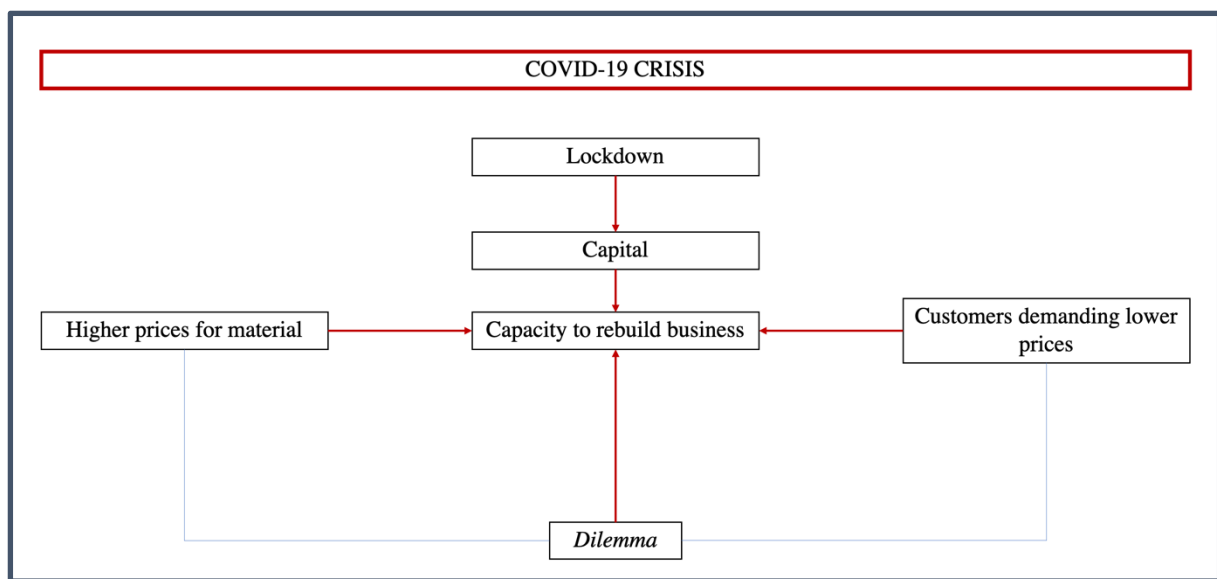 COVID-19 CRISIS
Lockdown
Capital
Higher prices for material
Capacity to rebuild business
Customers demanding lower
prices
Dilemma